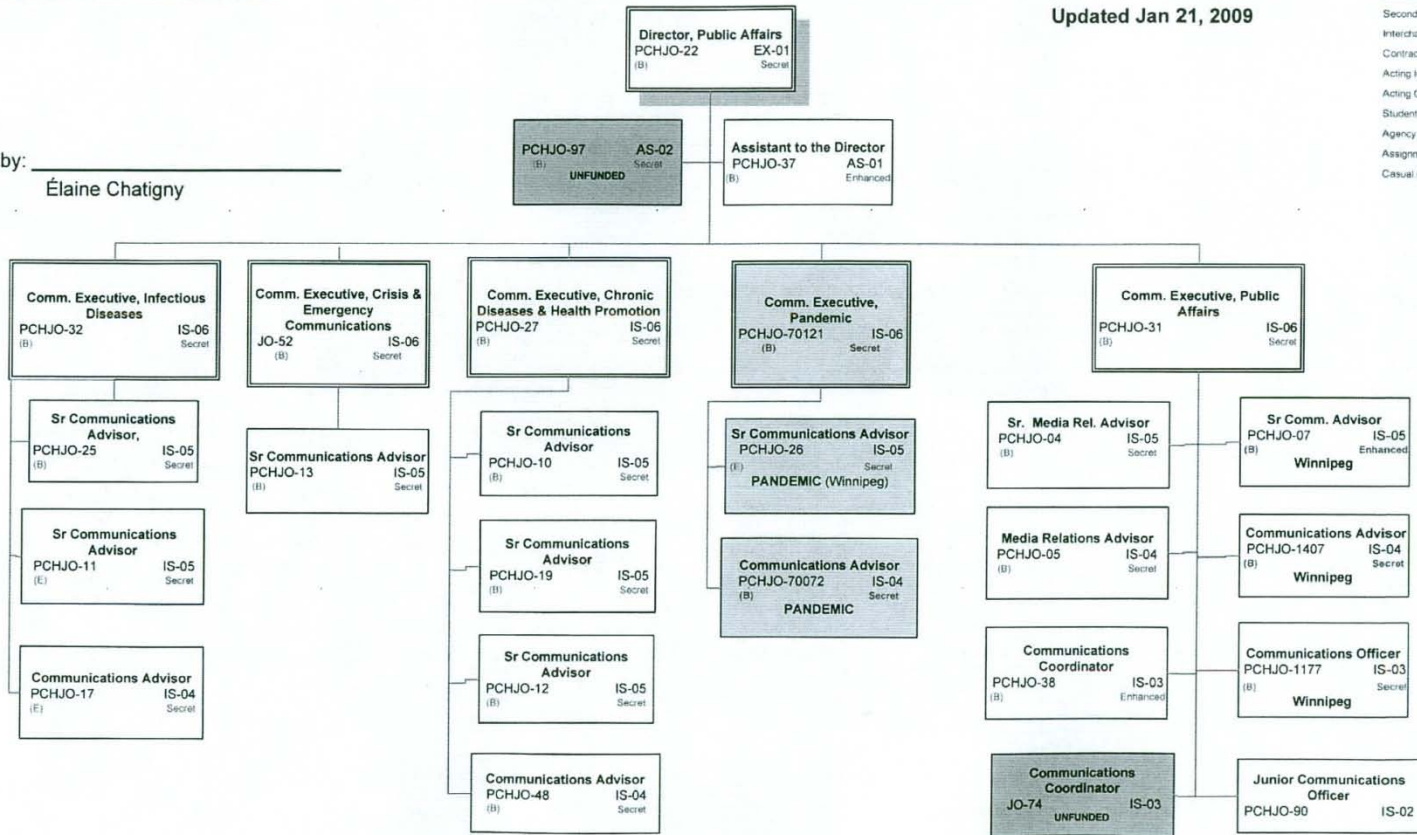 Updated Jan 21, 2009
Director, Public Affairs
PCHJO-22 EX-01
(B) Secret
PCHJO-97 AS-02
(B) Secret
UNFUNDED
Assistant to the Director
PCHJO-37 AS-01
(B) Enhanced
by:
Élaine Chatigny
Contrac
Acting
Acting
Student
Agency
Assignm
Casual
Comm. Executive, Infectious
Diseases
PCHJO-32 IS-06
(B) Secret
Sr Communications
Advisor,
PCHJO-25 IS-05
(B) Secret
Sr Communications
Advisor
PCHJO-11 IS-05
(E) Secret
Communications Advisor
PCHJO-17 IS-04
(E) Secret
Comm. Executive, Crisis &
Emergency
Communications
JO-52 IS-06
(B) Secret
Sr Communications Advisor
PCHJO-13 IS-05
(B) Secret
Comm. Executive, Chronic
Diseases & Health Promotion
PCHJO-27 IS-06
(B) Secret
Sr Communications
Advisor
PCHJO-10 IS-05
(B) Secret
Sr Communications
Advisor
PCHJO-19 IS-05
(B) Secret
Sr Communications
Advisor
PCHJO-12 IS-05
(B) Secret
Communications Advisor
PCHJO-48 IS-04
(B) Secret
Comm. Executive,
Pandemic
PCHJO-70121 IS-06
(B) Secret
Sr Communications Advisor
PCHJO-26 IS-05
(E) Secret
PANDEMIC (Winnipeg)
Communications Advisor
PCHJO-70072 IS-04
(B) Secret
PANDEMIC
Comm. Executive, Public
Affairs
PCHJO-31 IS-06
(B) Secret
Sr. Media Rel. Advisor
PCHJO-04 IS-05
(B) Secret
Media Relations Advisor
PCHJO-05 IS-04
(B) Secret
Communications
Coordinator
PCHJO-38 IS-03
(B) Enhanced
Communications
Coordinator
JO-74 IS-03
UNFUNDED
Sr Comm. Advisor
PCHJO-07 IS-05
(B) Enhanced
Winnipeg
Communications Advisor
PCHJO-1407 IS-04
(B) Secret
Winnipeg
Communications Officer
PCHJO-1177 IS-03
(B) Secret
Winnipeg
Junior Communications
Officer
PCHJO-90 IS-02